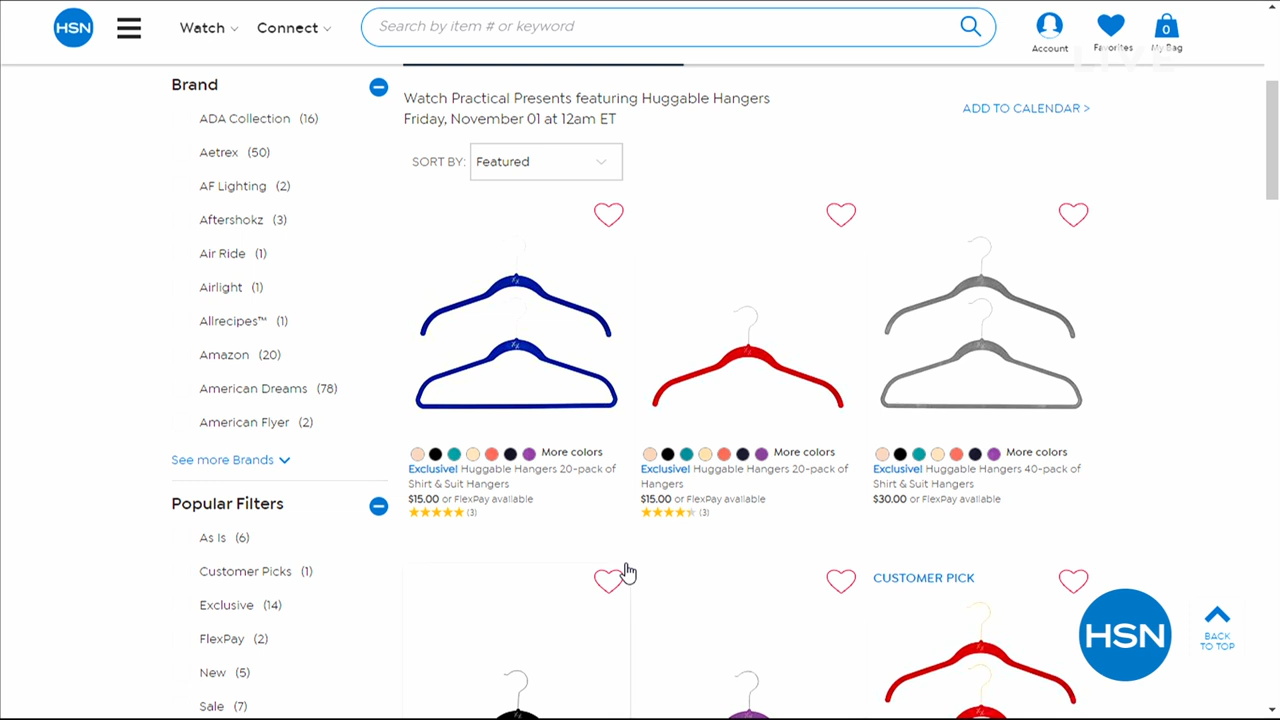 HSN
Watch
Connect
Search by item # or keyword
Account
Favorites
0
My Bag
LIVE
Brand
ADA Collection (16)
Aetrex (50)
AF Lighting (2)
Aftershokz (3)
Air Ride (1)
Airlight (1)
Allrecipes™ (1)
Amazon (20)
American Dreams (78)
American Flyer (2)
See more Brands
Popular Filters
As Is (6)
Customer Picks (1)
Exclusive (14)
FlexPay (2)
New (5)
Sale (7)
Watch Practical Presents featuring Huggable Hangers
Friday, November 01 at 12am ET
ADD TO CALENDAR >
SORT BY: Featured
More colors
Exclusive! Huggable Hangers 20-pack of
Shirt & Suit Hangers
$15.00 or FlexPay available
(3)
More colors
Exclusive! Huggable Hangers 20-pack of
Hangers
$15.00 or FlexPay available
(3)
More colors
Exclusive! Huggable Hangers 40-pack of
Shirt & Suit Hangers
$30.00 or FlexPay available
CUSTOMER PICK
HSN
BACK
TO TOP